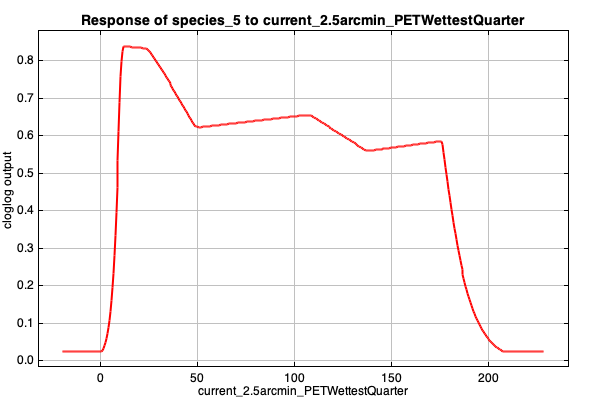 Response of species_5 to current_2.5arcmin_PETWettestQuarter
0.8
0.7
0.6
0.5
0.4
0.3
0.2
0.1
0.0
cloglog output
0 50 100 150 200
current_2.5arcmin_PETWettestQuarter